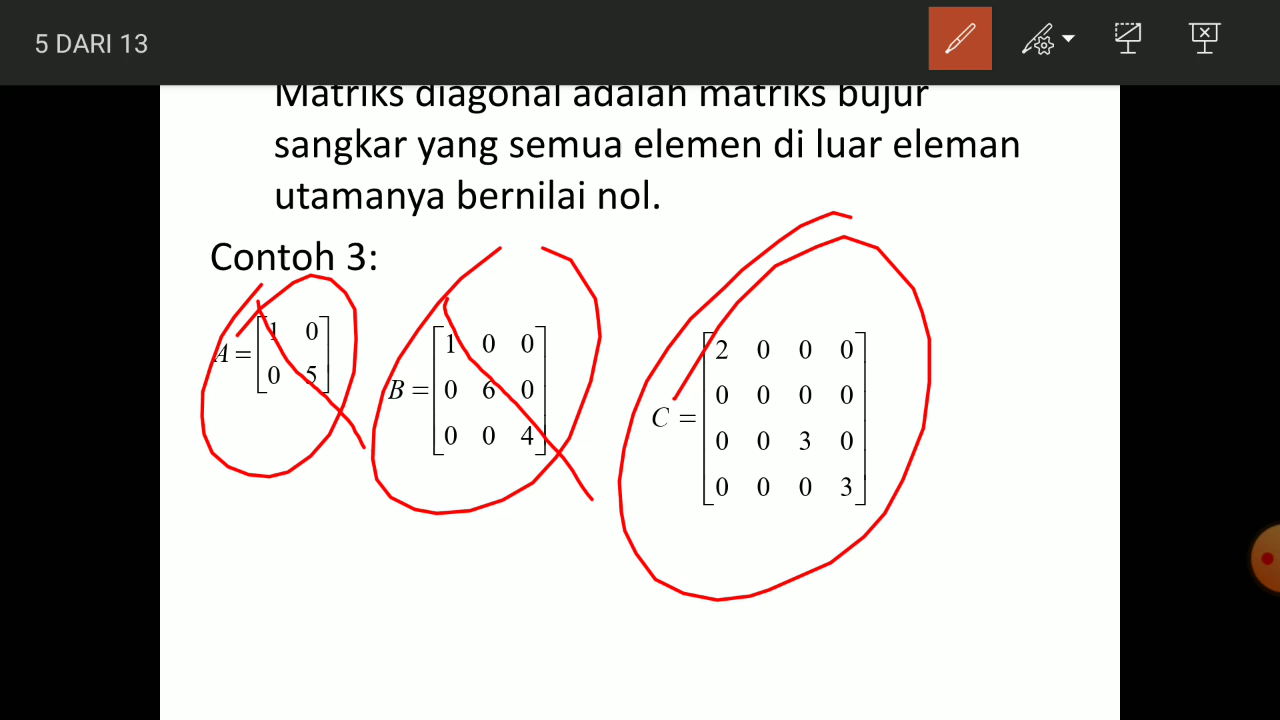 5 DARI 13
Matriks diagonal adalah matriks bujur
sangkar yang semua elemen di luar eleman
utamanya bernilai nol.
Contoh 3:
A = [1 0
0 5]
B = [1 0 0
0 6 0
0 0 4]
C = [2 0 0 0
0 0 0 0
0 0 3 0
0 0 0 3]